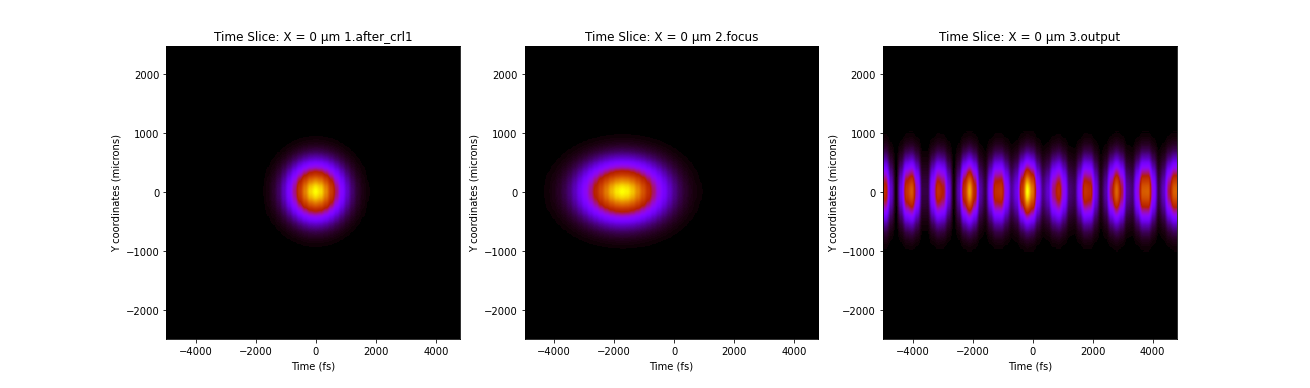 Time Slice: X = 0 μm 1.after_crl1
2000
1000
0
−1000
−2000
Y coordinates (microns)
−4000 −2000 0 2000 4000
Time (fs)
Time Slice: X = 0 μm 2.focus
2000
1000
0
−1000
−2000
Y coordinates (microns)
−4000 −2000 0 2000 4000
Time (fs)
Time Slice: X = 0 μm 3.output
2000
1000
0
−1000
−2000
Y coordinates (microns)
−4000 −2000 0 2000 4000
Time (fs)